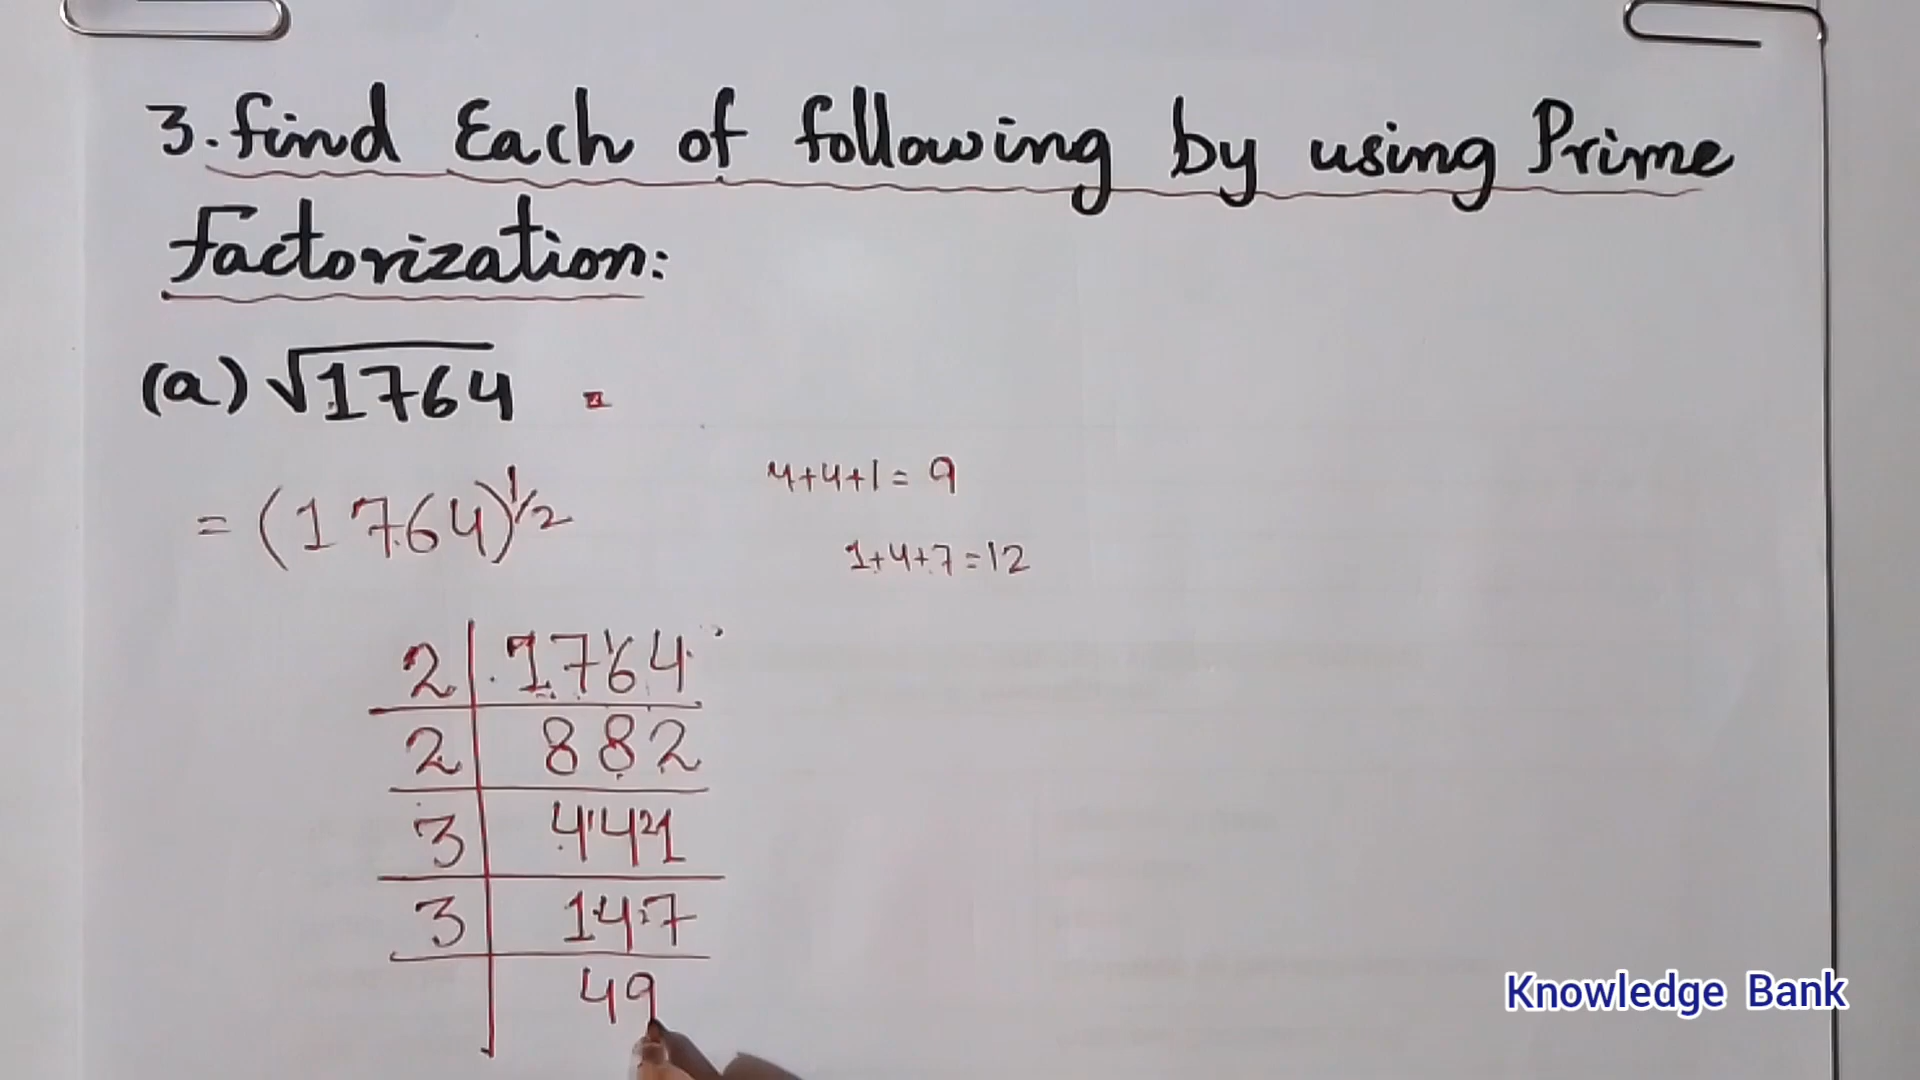 3. Find Each of following by using Prime
Factorization:
(a) √1764
= (1764)^1/2
4+4+1= 9
1+4+7=12
2 | 1764
2 | 882
3 | 441
3 | 147
| 49
Knowledge Bank